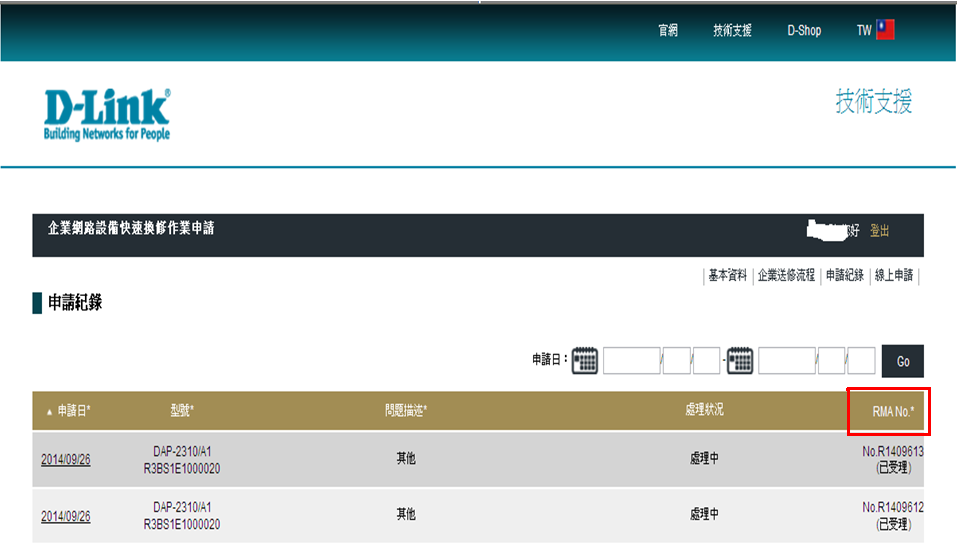 官網 技術支援 D-Shop TW
D-Link®
Building Networks for People
技術支援
企業網路設備快速換修作業申請
好 登出
| 基本資料 | 企業送修流程 | 申請紀錄 | 線上申請 |
申請紀錄
申請日： / / - / / Go
▲ 申請日* 型號* 問題描述* 處理狀況 RMA No.*
2014/09/26 DAP-2310/A1 R3BS1E1000020 其他 處理中 No.R1409613 (已受理)
2014/09/26 DAP-2310/A1 R3BS1E1000020 其他 處理中 No.R1409612 (已受理)